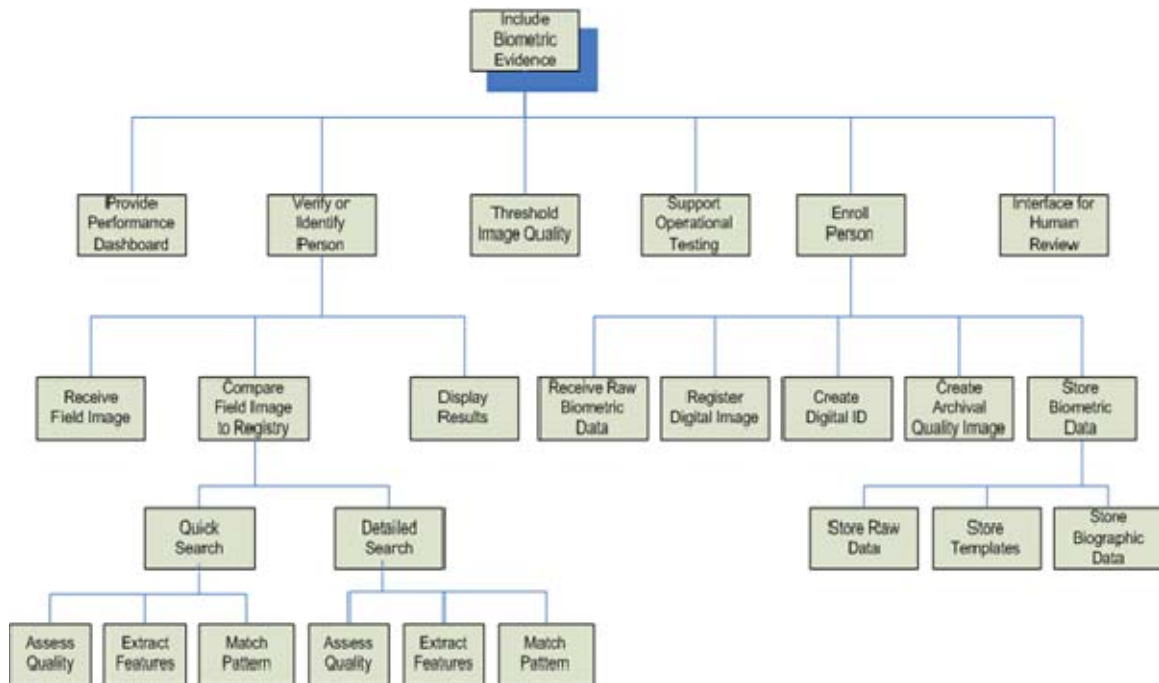 Include
Biometric
Evidence
Provide
Performance
Dashboard
Verify or
Identify
Person
Threshold
Image Quality
Support
Operational
Testing
Enroll
Person
Interface for
Human
Review
Receive
Field Image
Compare
Field Image
to Registry
Display
Results
Receive Raw
Biometric
Data
Register
Digital Image
Create
Digital ID
Create
Archival
Quality Image
Store
Biometric
Data
Quick
Search
Detailed
Search
Store Raw
Data
Store
Templates
Store
Biographic
Data
Assess
Quality
Extract
Features
Match
Pattern
Assess
Quality
Extract
Features
Match
Pattern